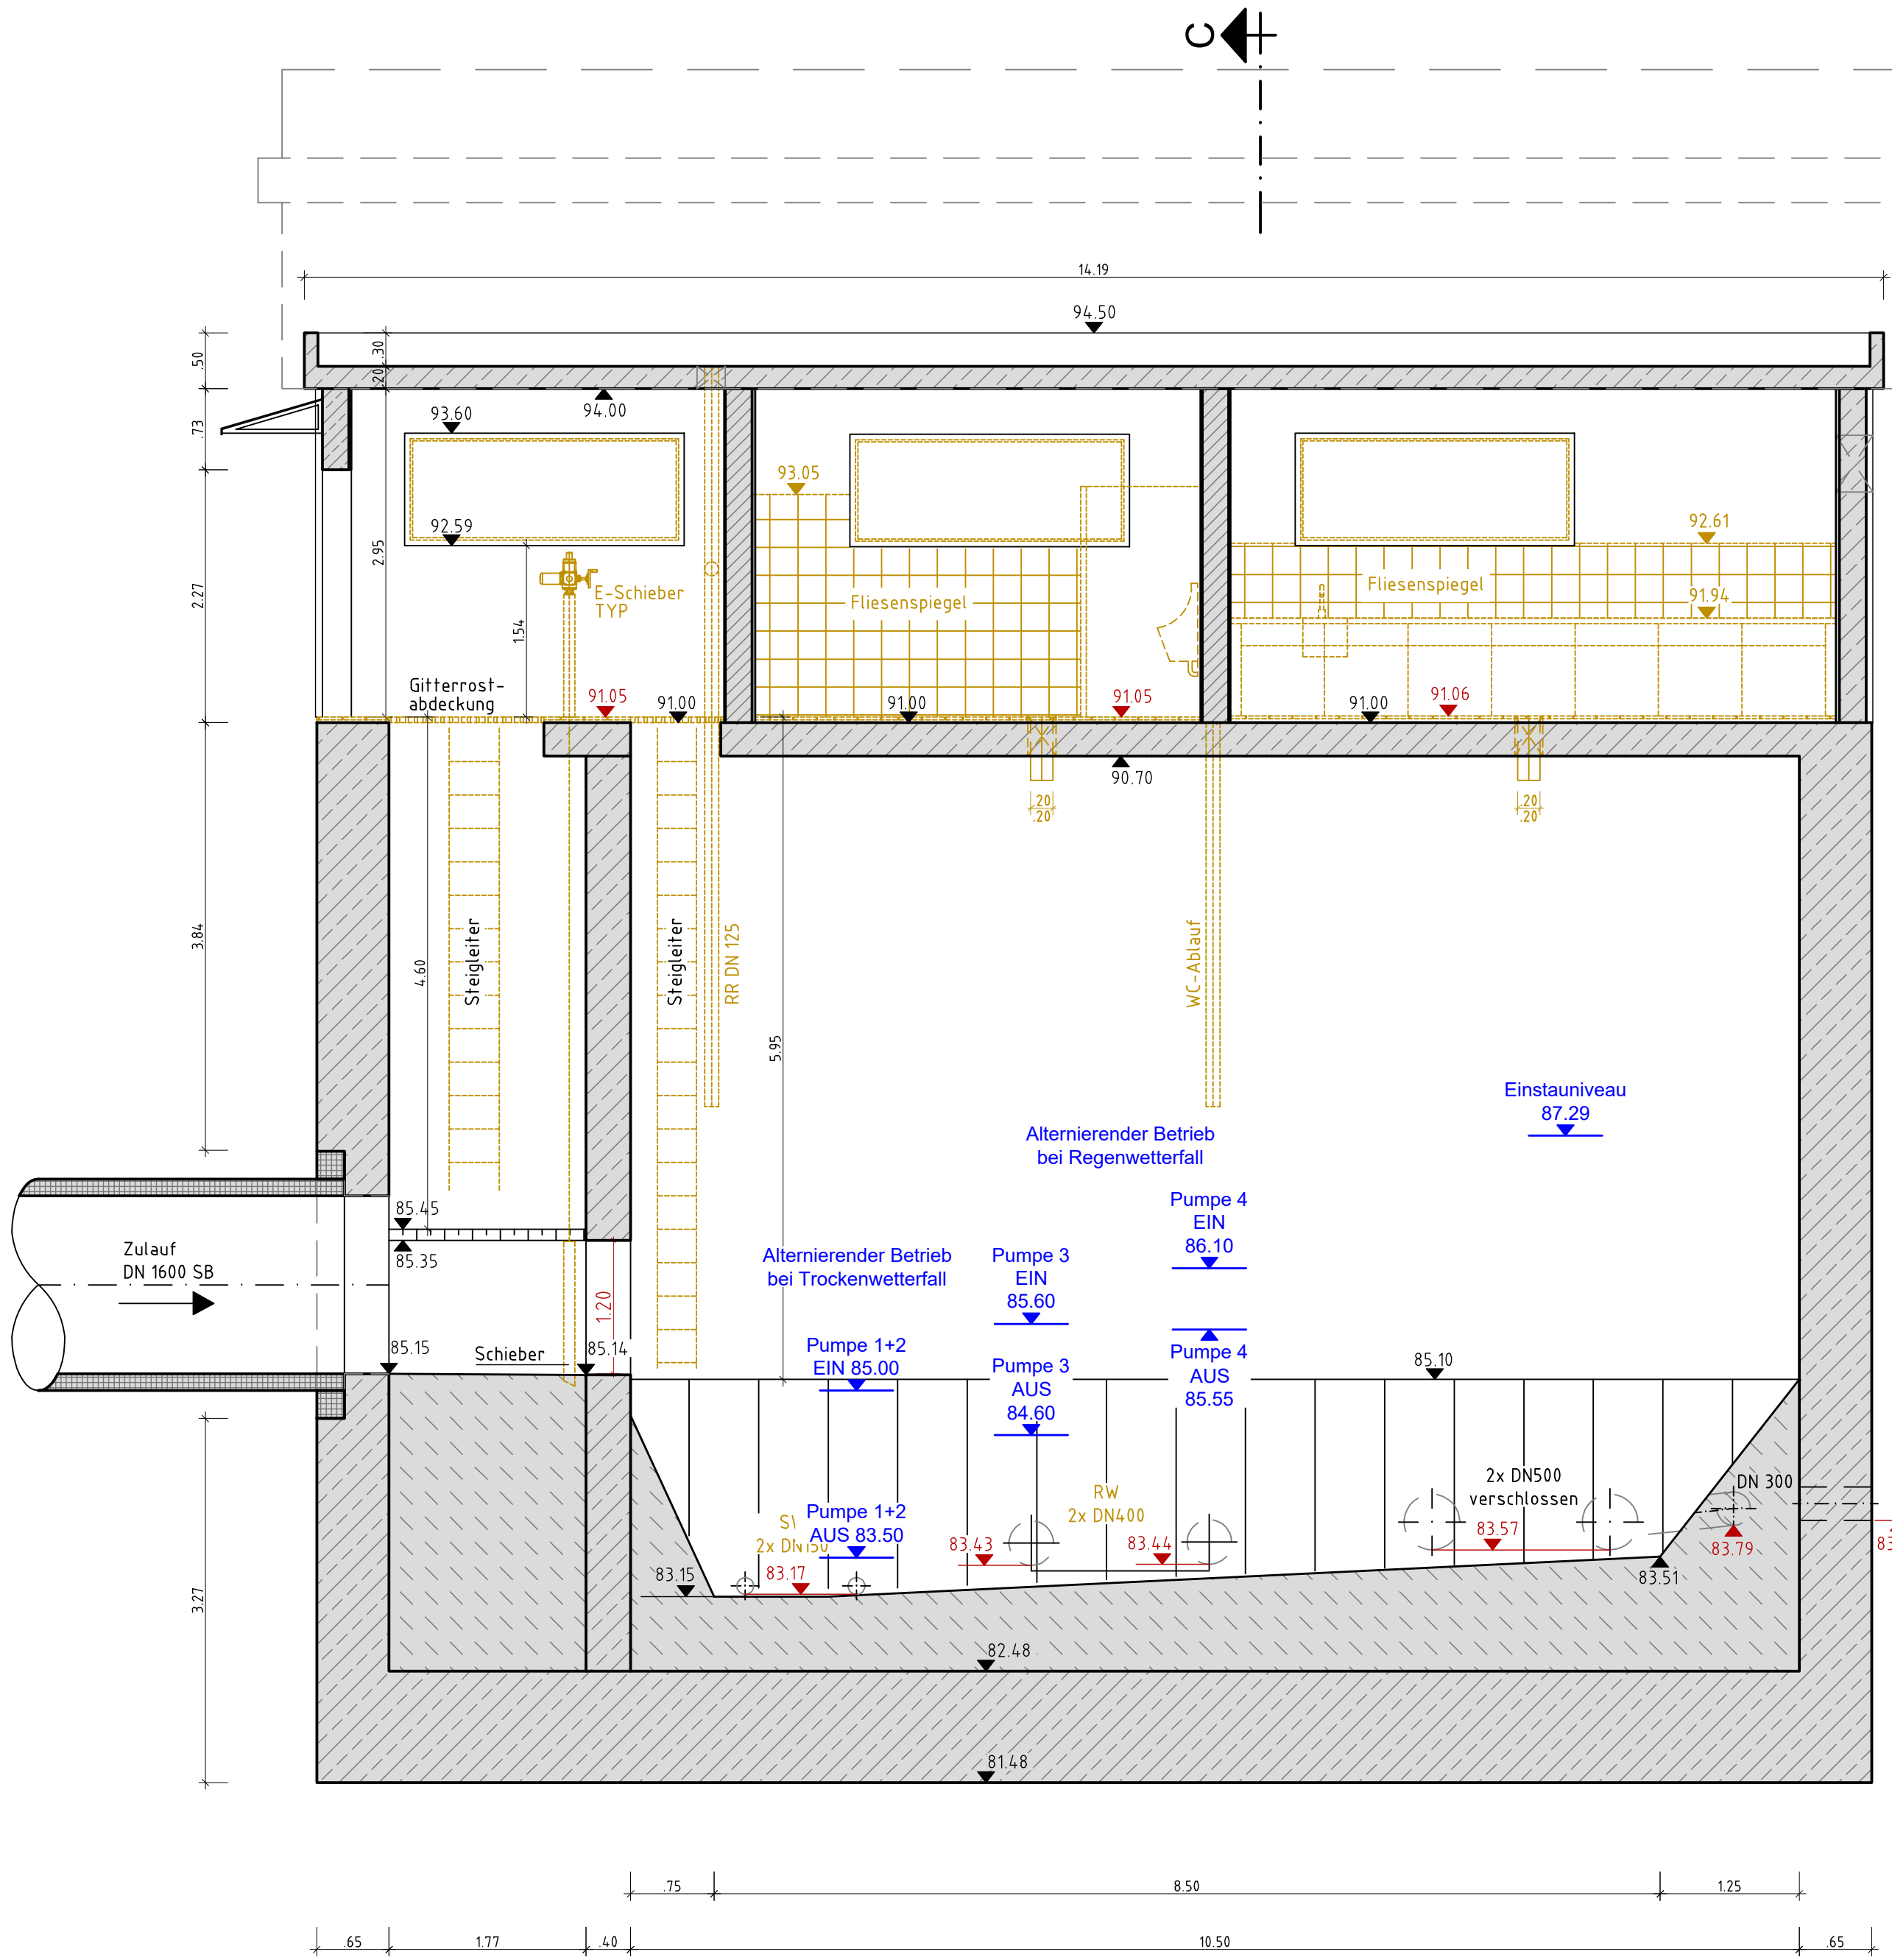 C
14.19
94.50
.50
.30
.20
94.00
93.60
.73
93.05
92.59
92.61
2.95
2.27
E-Schieber
TYP
Fliesenspiegel
Fliesenspiegel
91.94
1.54
Gitterrost-
abdeckung
91.05
91.00
91.00
91.05
91.06
91.00
90.70
.20
.20
.20
.20
3.84
4.60
Steigleiter
Steigleiter
RR DN 125
WC-Ablauf
5.95
Einstauniveau
87.29
Alternierender Betrieb
bei Regenwetterfall
Pumpe 4
EIN
86.10
85.45
85.35
Zulauf
DN 1600 SB
Alternierender Betrieb
bei Trockenwetterfall
Pumpe 3
EIN
85.60
1.20
85.15
Schieber
85.14
Pumpe 1+2
EIN 85.00
Pumpe 3
AUS
84.60
Pumpe 4
AUS
85.55
85.10
2x DN500
verschlossen
DN 300
RW
2x DN400
Pumpe 1+2
AUS 83.50
2x DN150
83.15
83.17
83.43
83.44
83.57
83.79
83.51
3.27
82.48
81.48
.75
8.50
1.25
.65
1.77
.40
10.50
.65